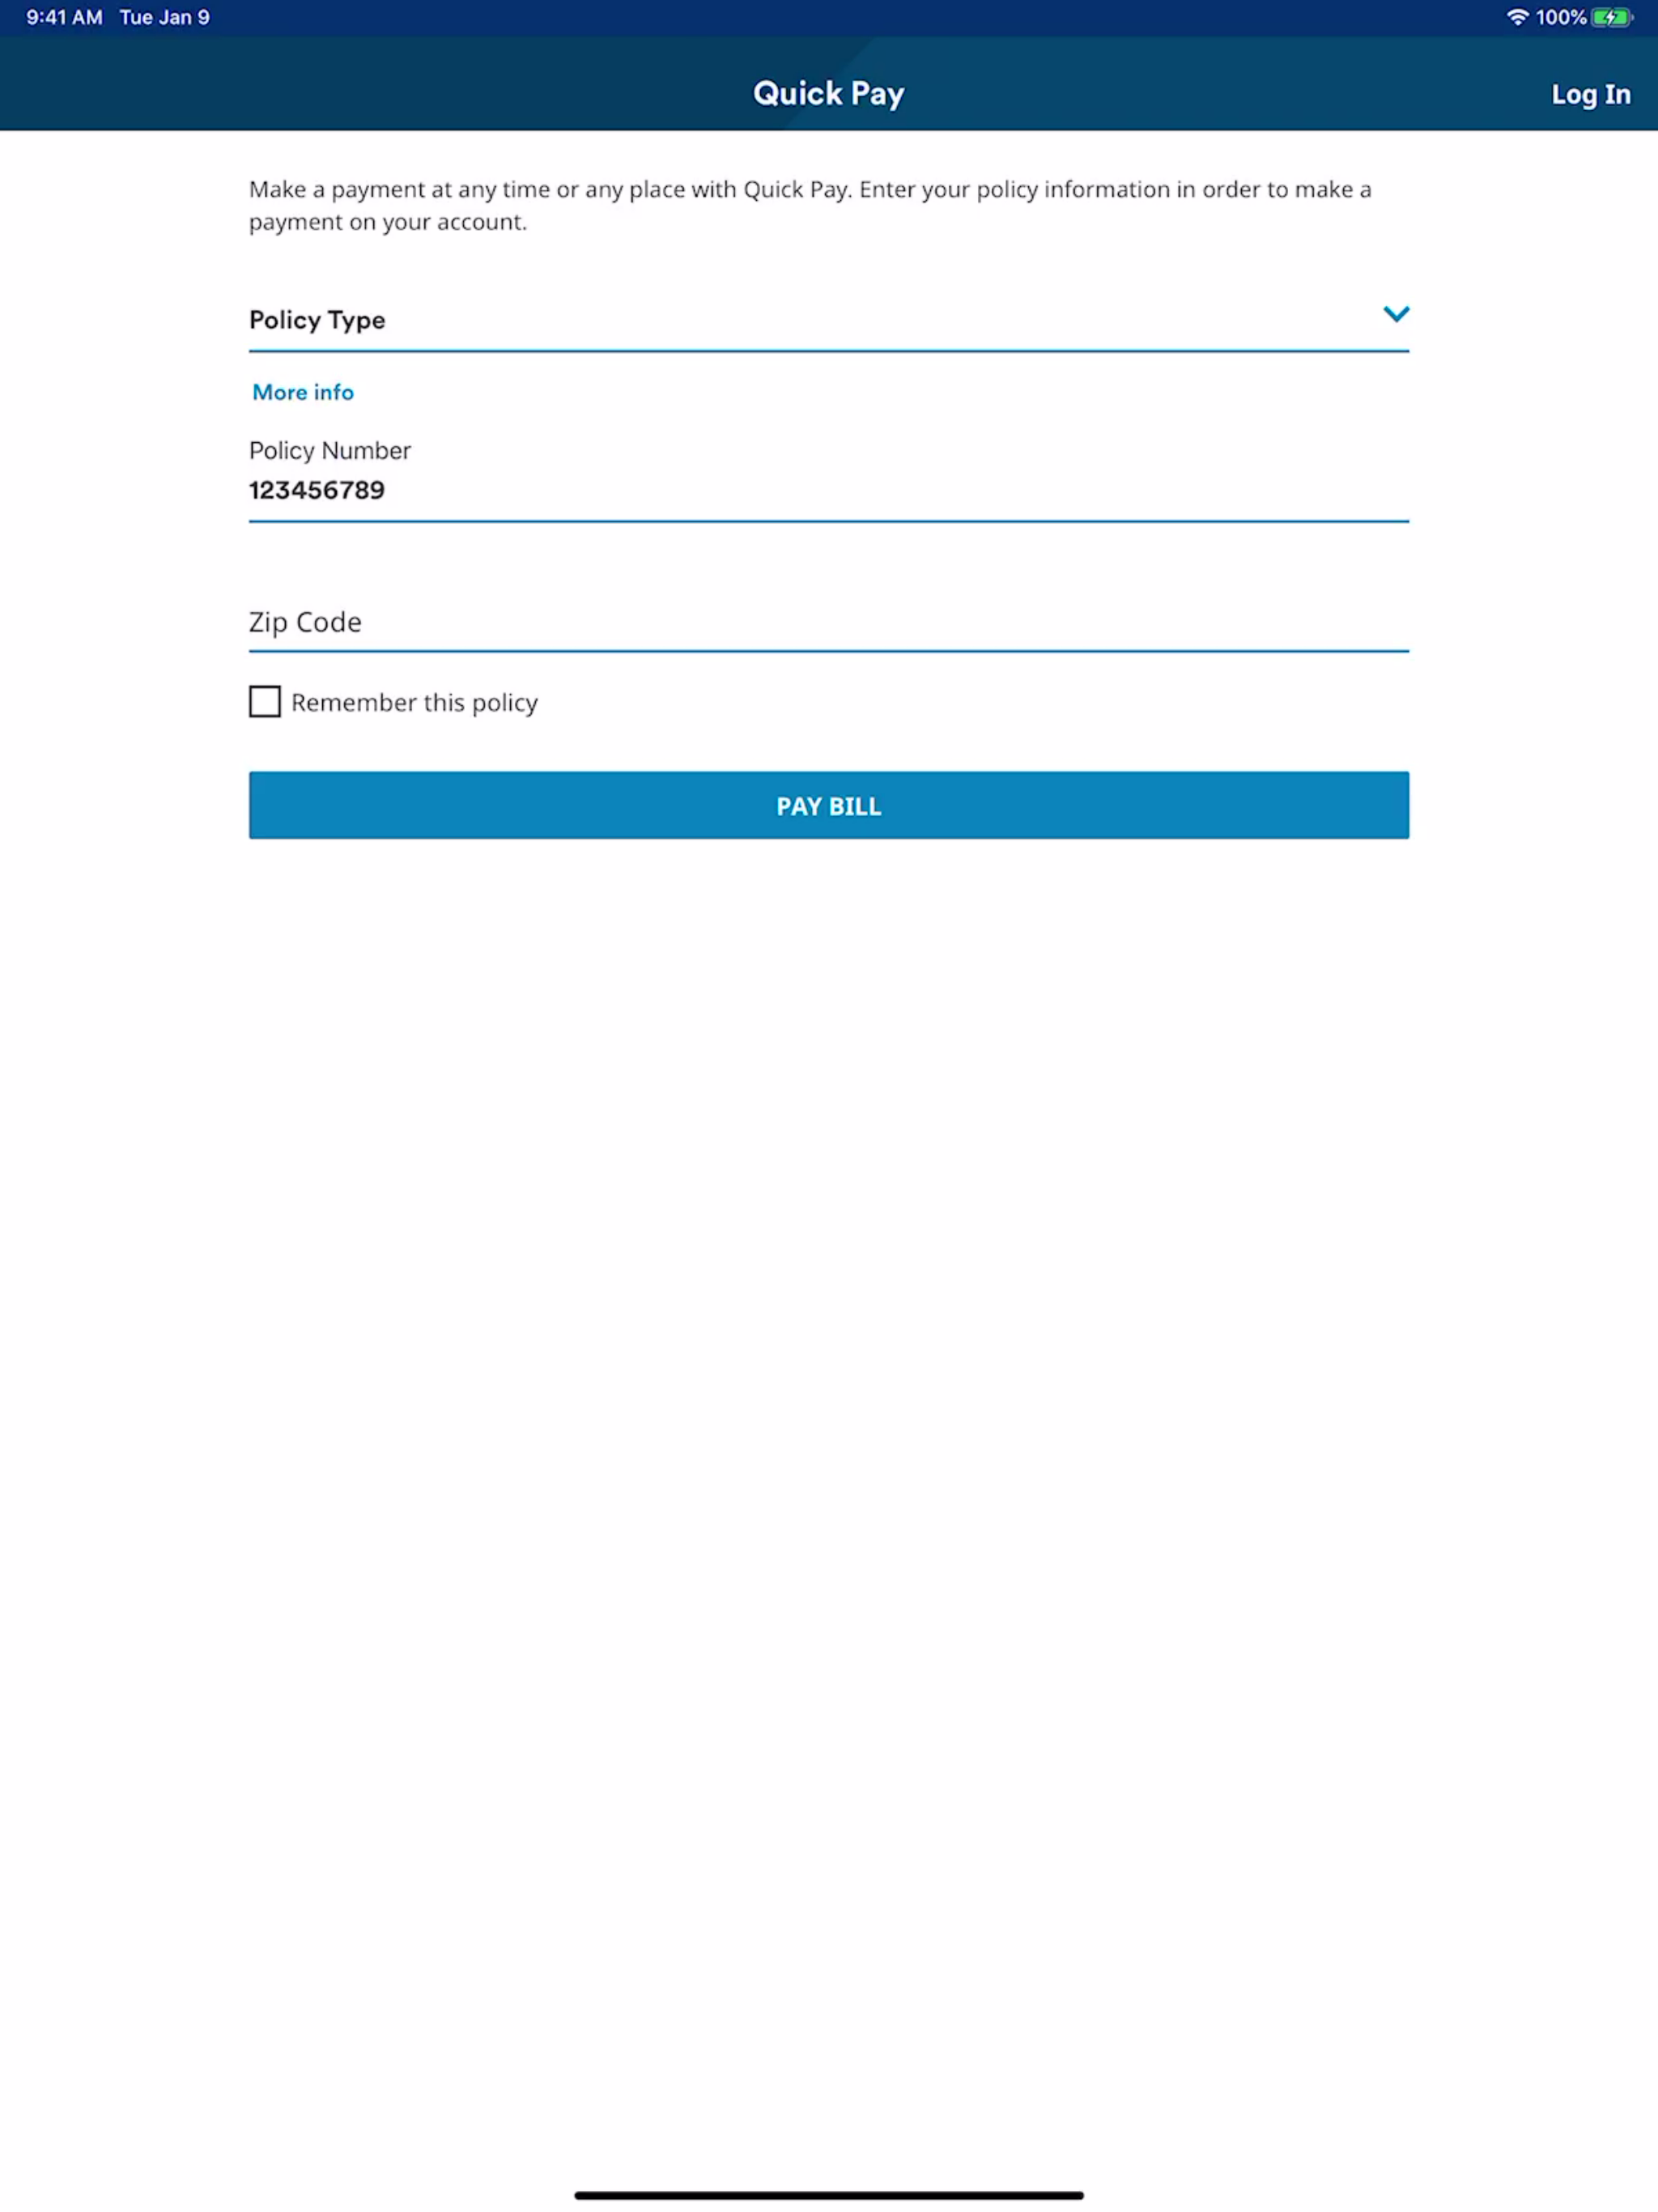 9:41 AM Tue Jan 9
100%
Quick Pay
Log In
Make a payment at any time or any place with Quick Pay. Enter your policy information in order to make a
payment on your account.
Policy Type
More info
Policy Number
123456789
Zip Code
Remember this policy
PAY BILL